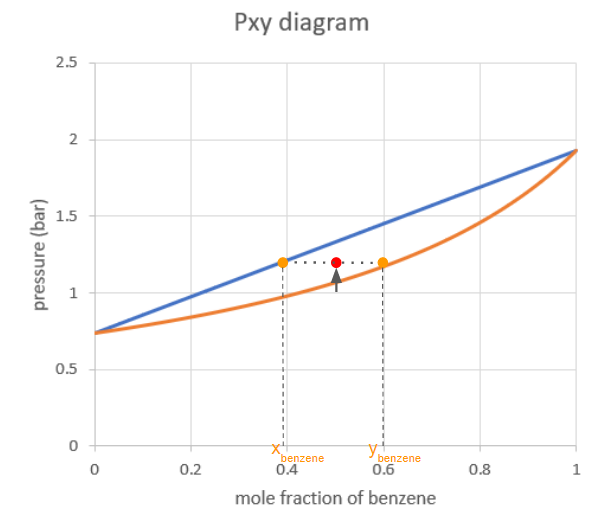 Pxy diagram
2.5
2
1.5
1
0.5
0
pressure (bar)
x benzene
y benzene
0 0.2 0.4 0.6 0.8 1
mole fraction of benzene